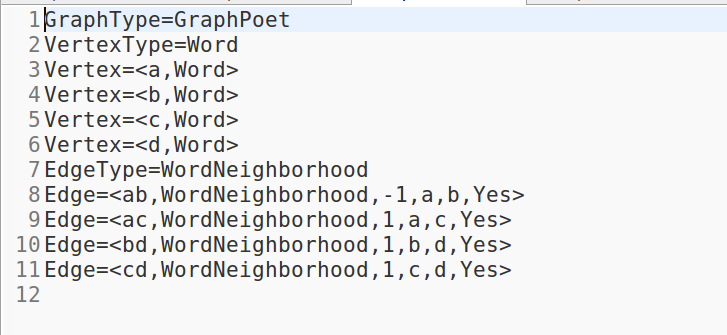 1 GraphType=GraphPoet
2 VertexType=Word
3 Vertex=<a,Word>
4 Vertex=<b,Word>
5 Vertex=<c,Word>
6 Vertex=<d,Word>
7 EdgeType=WordNeighborhood
8 Edge=<ab,WordNeighborhood,-1,a,b,Yes>
9 Edge=<ac,WordNeighborhood,1,a,c,Yes>
10 Edge=<bd,WordNeighborhood,1,b,d,Yes>
11 Edge=<cd,WordNeighborhood,1,c,d,Yes>
12